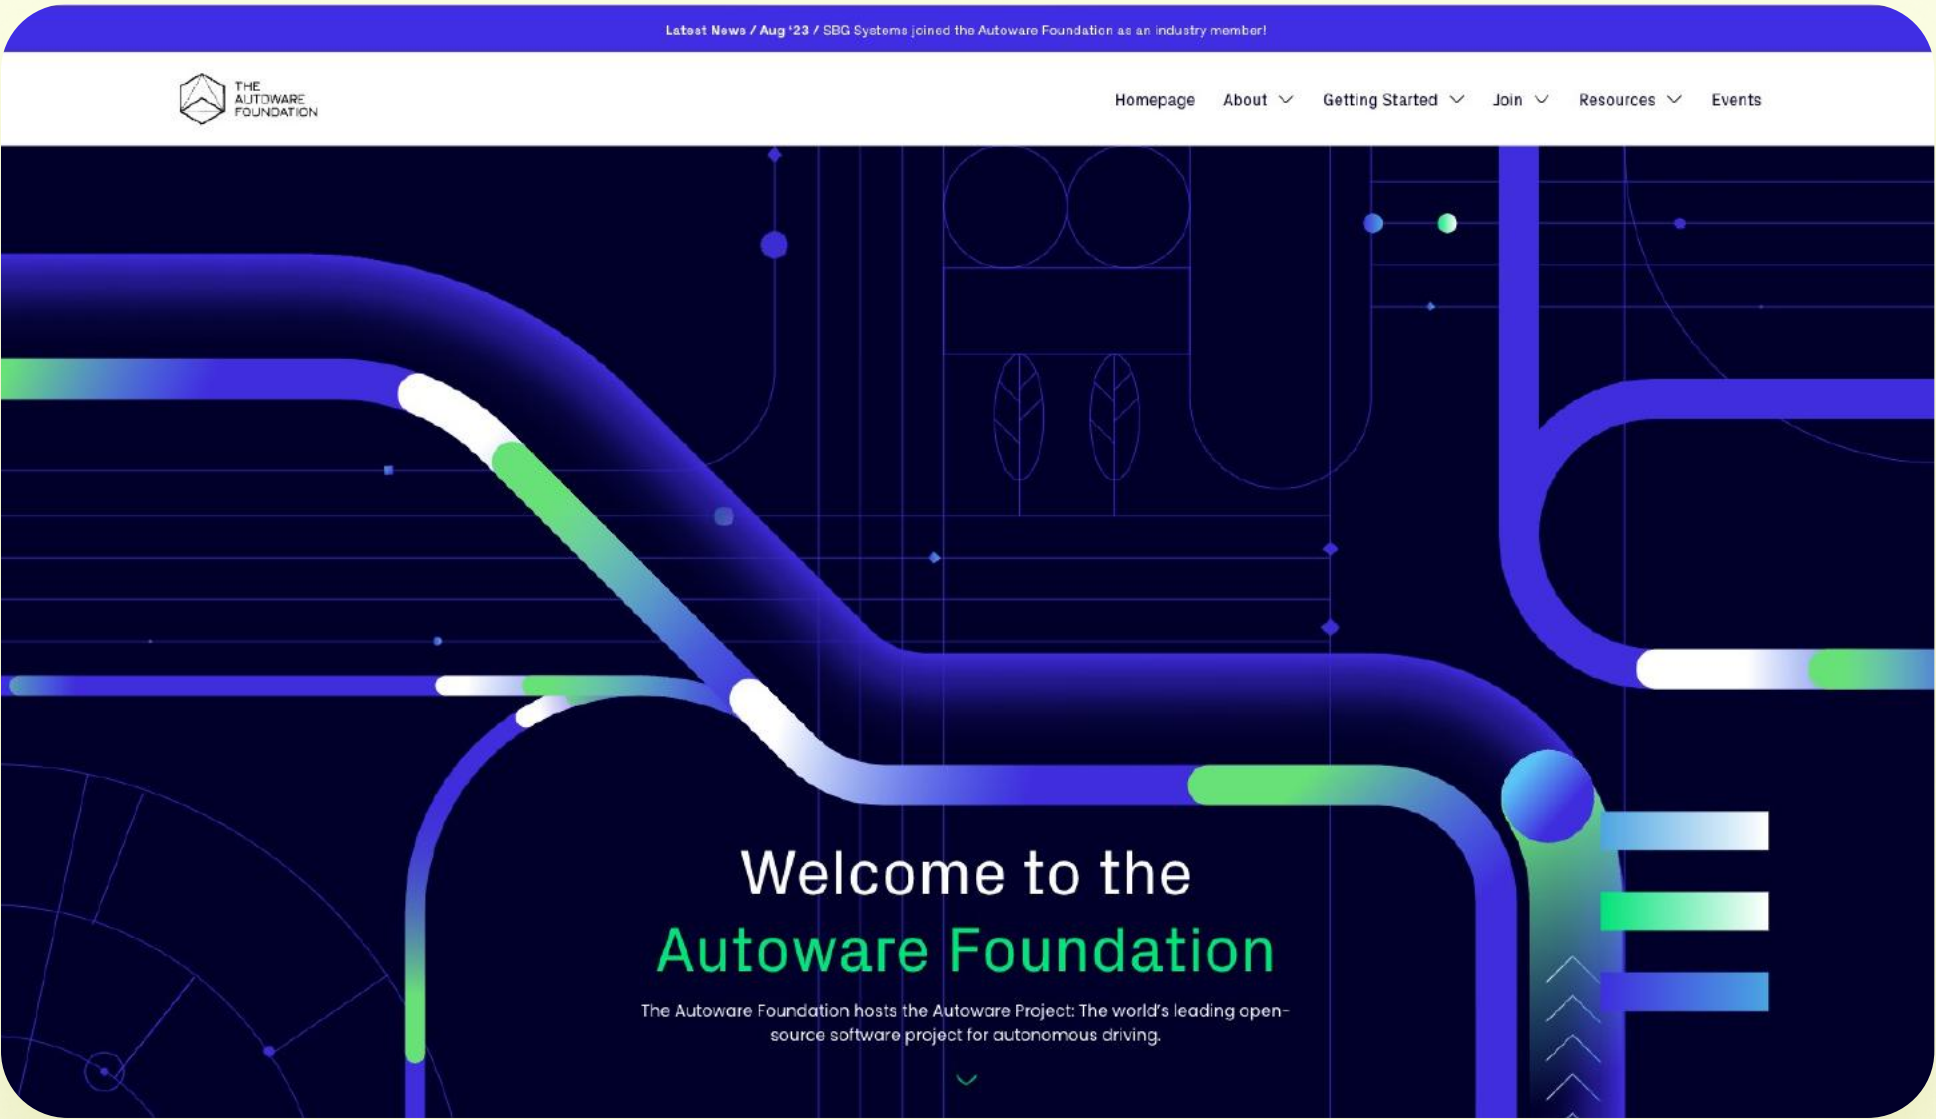 Latest News / Aug '23 / SBG Systems joined the Autoware Foundation as an industry member!
THE
AUTOWARE
FOUNDATION
Homepage About Getting Started Join Resources Events
Welcome to the
Autoware Foundation
The Autoware Foundation hosts the Autoware Project: The world's leading open-
source software project for autonomous driving.